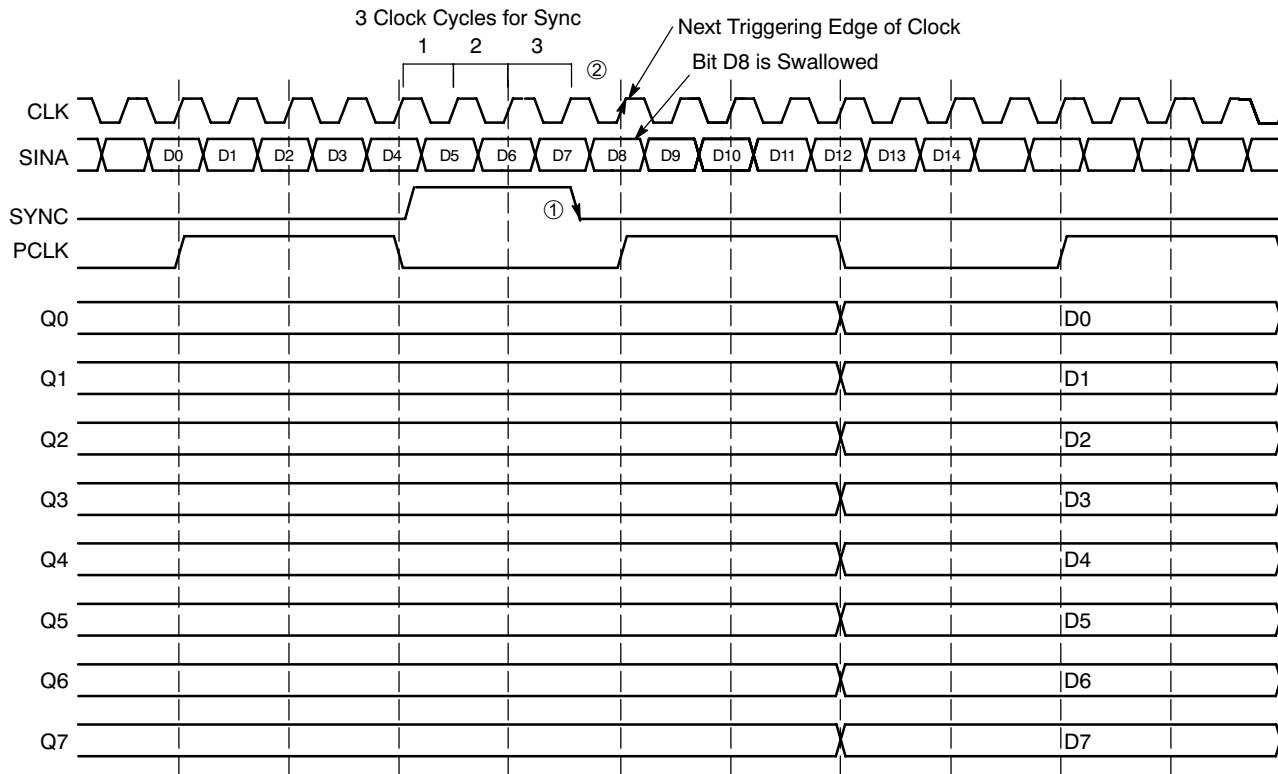 3 Clock Cycles for Sync
1 2 3
②
Next Triggering Edge of Clock
Bit D8 is Swallowed
CLK
SINA D0 D1 D2 D3 D4 D5 D6 D7 D8 D9 D10 D11 D12 D13 D14
SYNC ①
PCLK
Q0 D0
Q1 D1
Q2 D2
Q3 D3
Q4 D4
Q5 D5
Q6 D6
Q7 D7